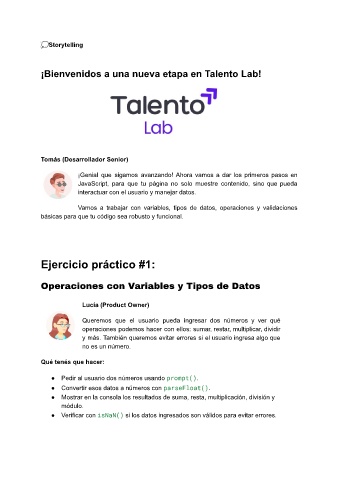 💭Storytelling
¡Bienvenidos a una nueva etapa en Talento Lab!
Talento
Lab
Tomás (Desarrollador Senior)
¡Genial que sigamos avanzando! Ahora vamos a dar los primeros pasos en
JavaScript, para que tu página no solo muestre contenido, sino que pueda
interactuar con el usuario y manejar datos.
Vamos a trabajar con variables, tipos de datos, operaciones y validaciones
básicas para que tu código sea robusto y funcional.
Ejercicio práctico #1:
Operaciones con Variables y Tipos de Datos
Lucía (Product Owner)
Queremos que el usuario pueda ingresar dos números y ver qué
operaciones podemos hacer con ellos: sumar, restar, multiplicar, dividir
y más. También queremos evitar errores si el usuario ingresa algo que
no es un número.
Qué tenés que hacer:
● Pedir al usuario dos números usando prompt().
● Convertir esos datos a números con parseFloat().
● Mostrar en la consola los resultados de suma, resta, multiplicación, división y
módulo.
● Verificar con isNaN() si los datos ingresados son válidos para evitar errores.